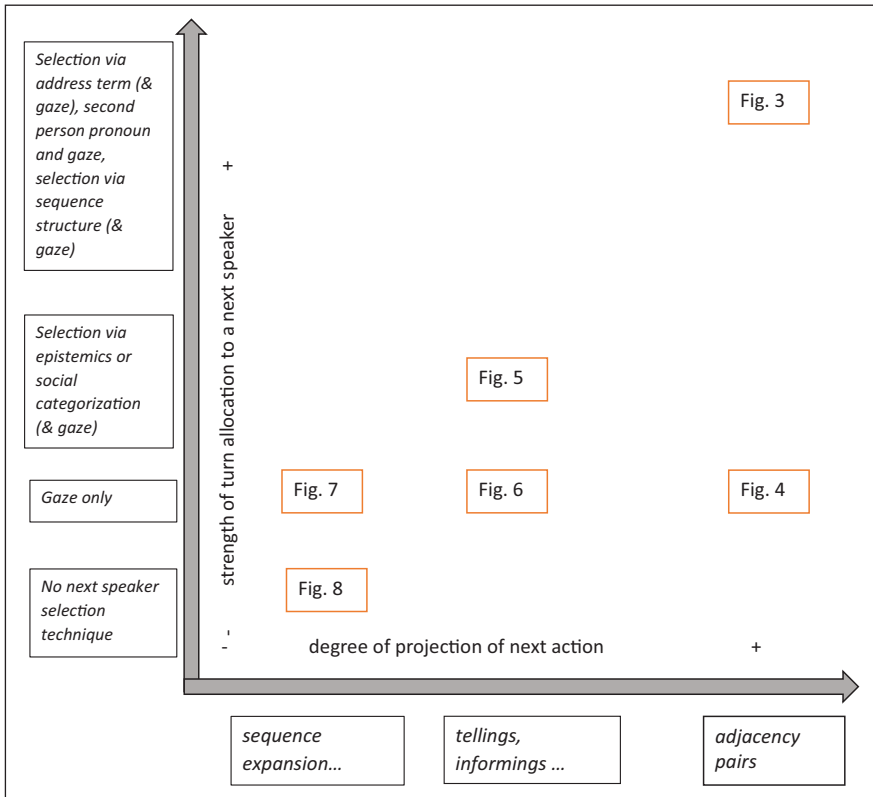 Selection via
address term (&
gaze), second
person pronoun
and gaze,
selection via
sequence
structure (&
gaze)
Fig. 3
+
strength of turn allocation to a next speaker
-
Selection via
epistemics or
social
categorization
(& gaze)
Fig. 5
Gaze only
Fig. 7
Fig. 6
Fig. 4
No next speaker
selection
technique
Fig. 8
- degree of projection of next action +
sequence
expansion...
tellings,
informings ...
adjacency
pairs